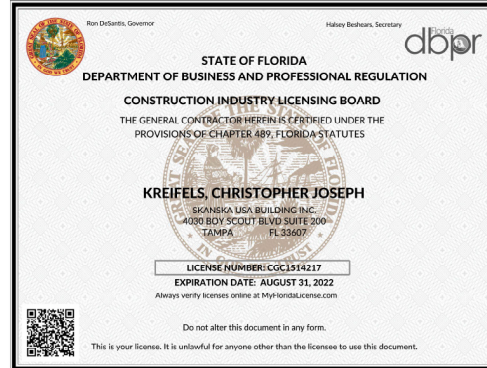 Ron DeSantis, Governor
Halsey Beshears, Secretary
Florida
dbpr
STATE OF FLORIDA
DEPARTMENT OF BUSINESS AND PROFESSIONAL REGULATION
CONSTRUCTION INDUSTRY LICENSING BOARD
THE GENERAL CONTRACTOR HEREIN IS CERTIFIED UNDER THE
PROVISIONS OF CHAPTER 489, FLORIDA STATUTES
KREIFELS, CHRISTOPHER JOSEPH
SKANSKA USA BUILDING INC.
4030 BOY SCOUT BLVD SUITE 200
TAMPA FL 33607
LICENSE NUMBER: CGC1514217
EXPIRATION DATE: AUGUST 31, 2022
Always verify licenses online at MyFloridaLicense.com
Do not alter this document in any form.
This is your license. It is unlawful for anyone other than the licensee to use this document.